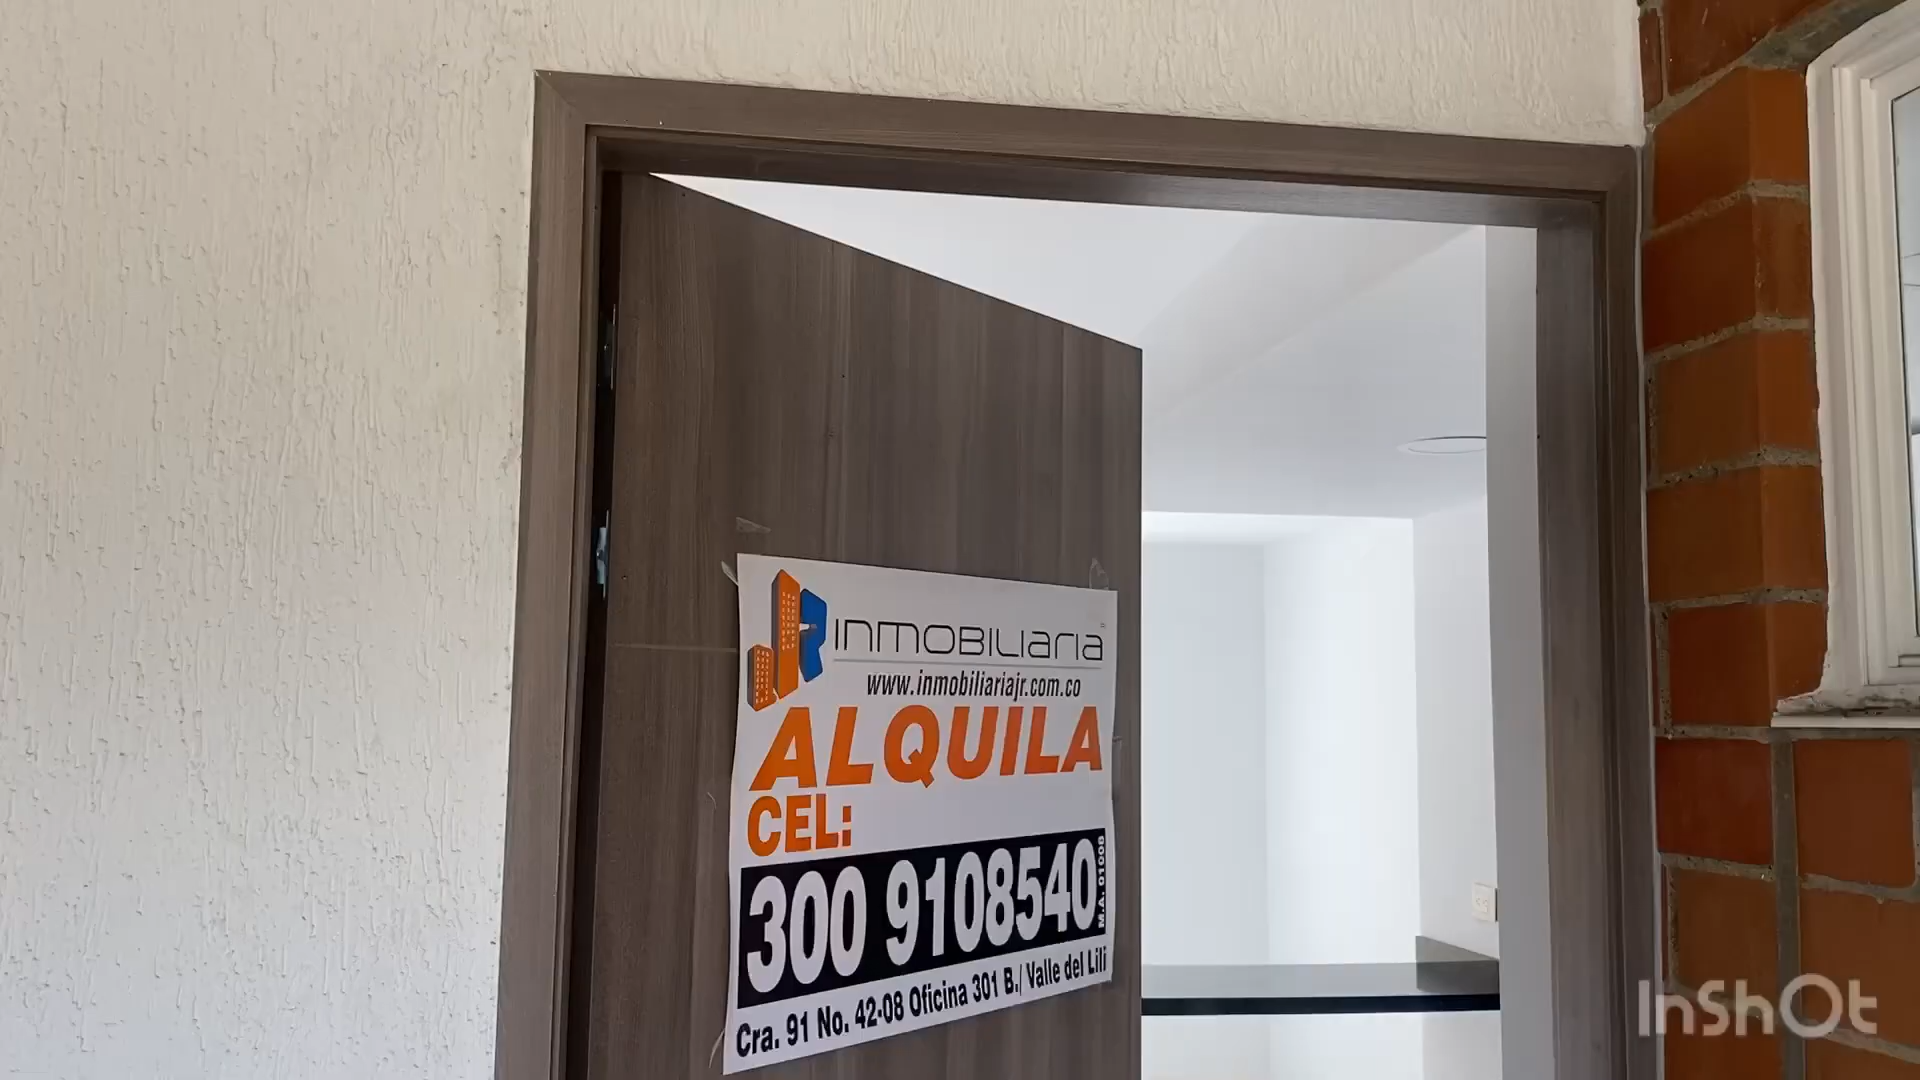 JR INMOBILIARIA
www.inmobiliariajr.com.co
ALQUILA
CEL:
300 9108540
M.A. 01008
Cra. 91 No. 42-08 Oficina 301 B./ Valle del Lili
InShOt